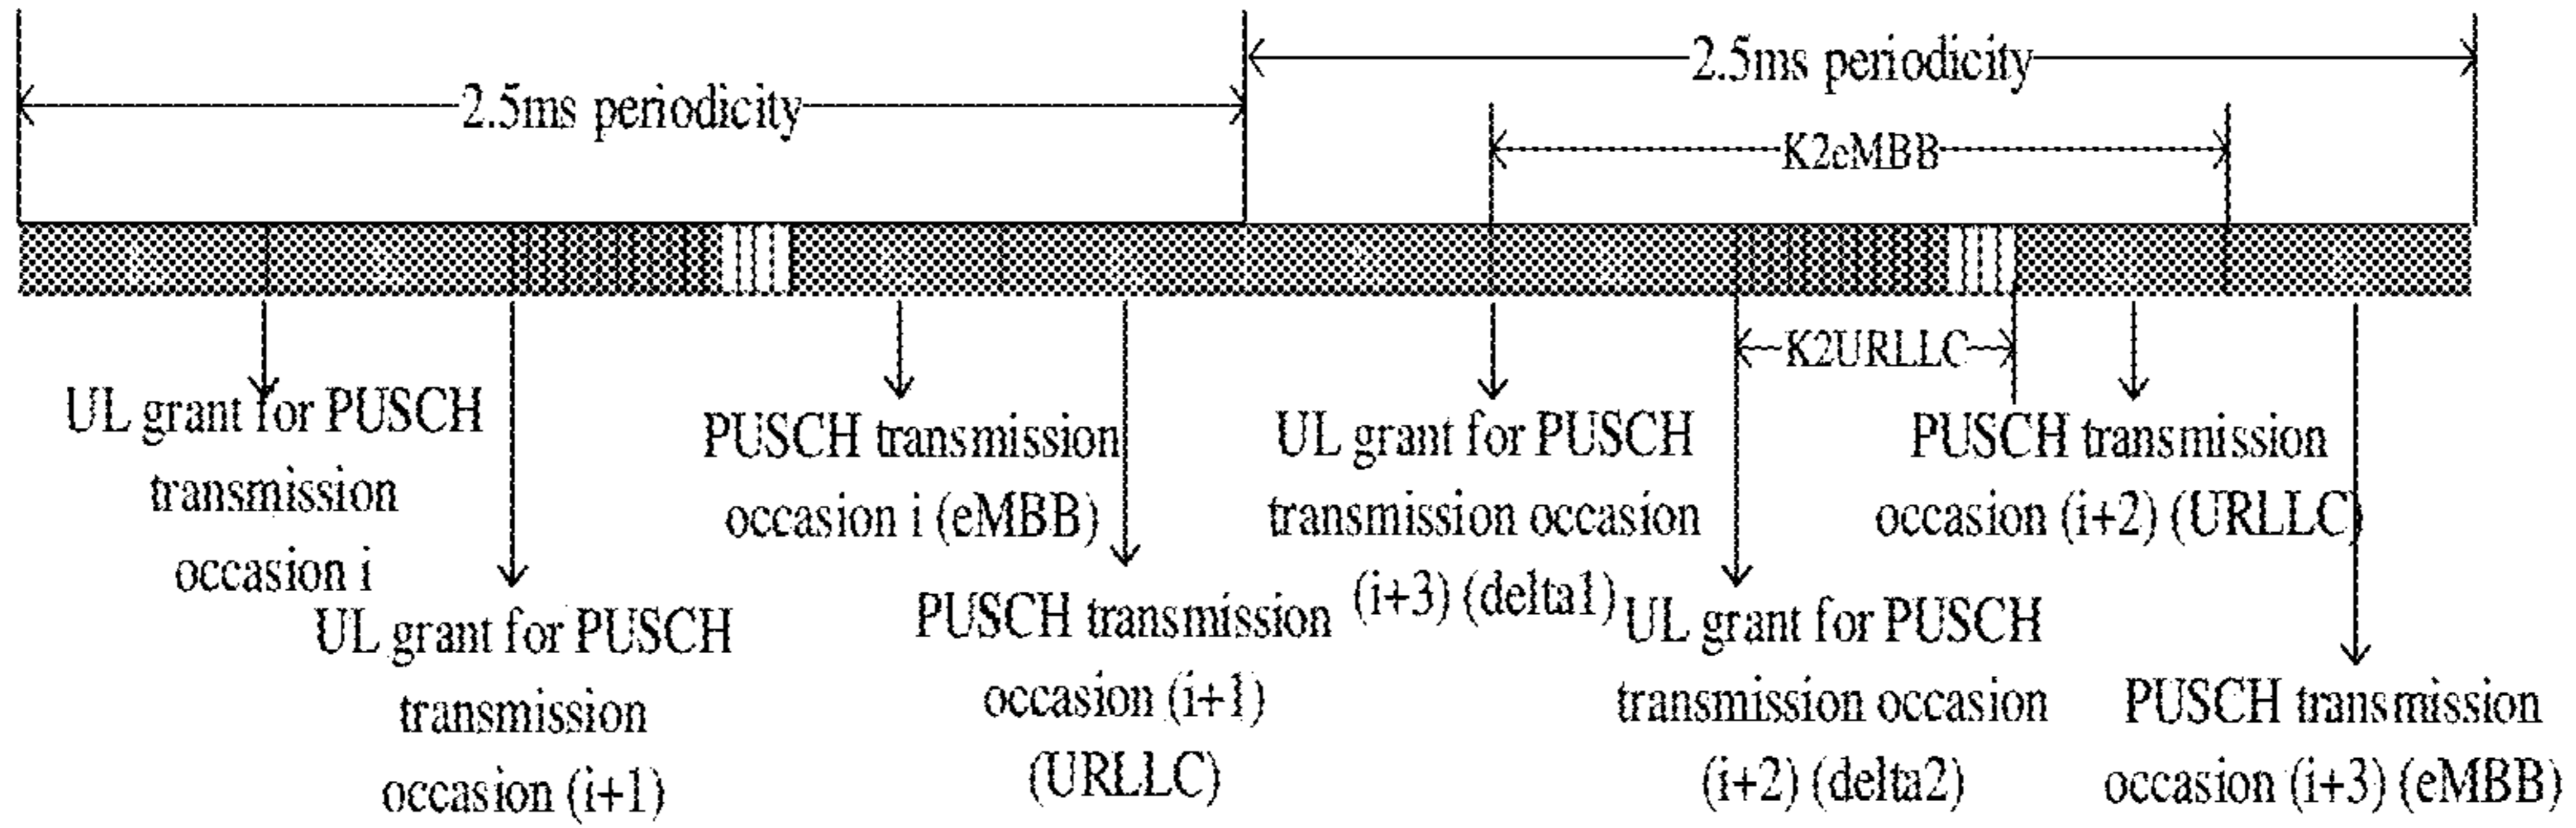 2.5ms periodicity
2.5ms periodicity
K2eMBB
K2URLLC
UL grant for PUSCH
transmission
occasion i
UL grant for PUSCH
transmission
occasion (i+1)
PUSCH transmission
occasion i (eMBB)
PUSCH transmission
occasion (i+1)
(URLLC)
UL grant for PUSCH
transmission occasion
(i+3) (delta1)
UL grant for PUSCH
transmission occasion
(i+2) (delta2)
PUSCH transmission
occasion (i+2) (URLLC)
PUSCH transmission
occasion (i+3) (eMBB)